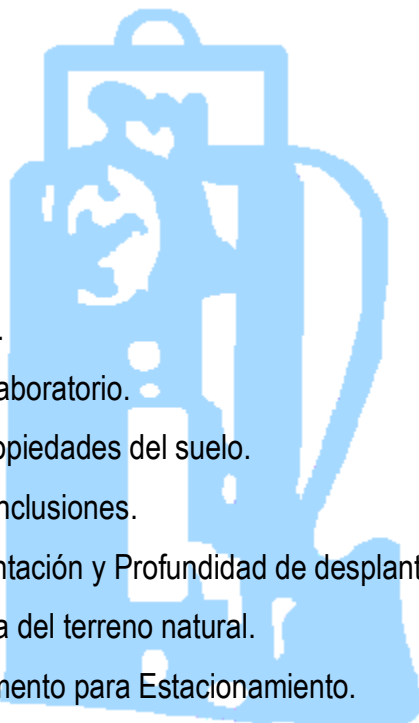 .
aboratorio.
opiedades del suelo.
nclusiones.
ntación y Profundidad de desplant
a del terreno natural.
mento para Estacionamiento.